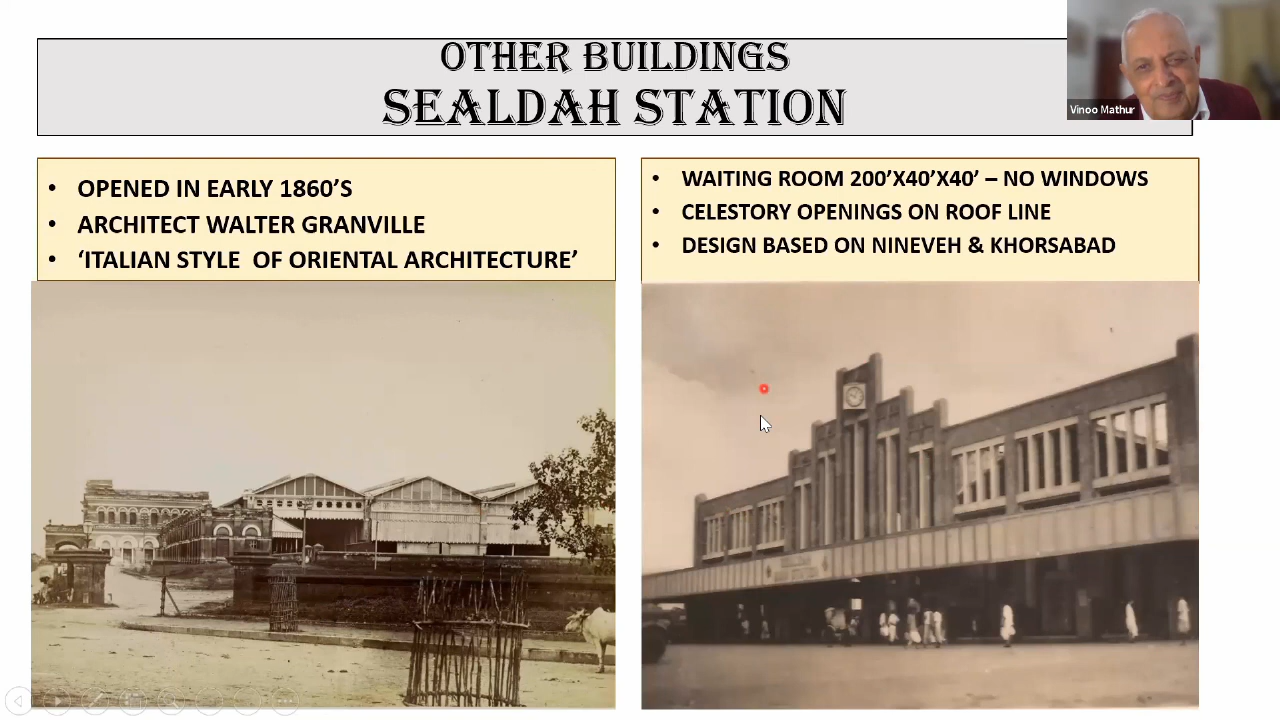 OTHER BUILDINGS
SEALDAH STATION
Vinoo Mathur
• OPENED IN EARLY 1860’S
• ARCHITECT WALTER GRANVILLE
• ‘ITALIAN STYLE OF ORIENTAL ARCHITECTURE’
• WAITING ROOM 200’X40’X40’ – NO WINDOWS
• CELESTORY OPENINGS ON ROOF LINE
• DESIGN BASED ON NINEVEH & KHORSABAD